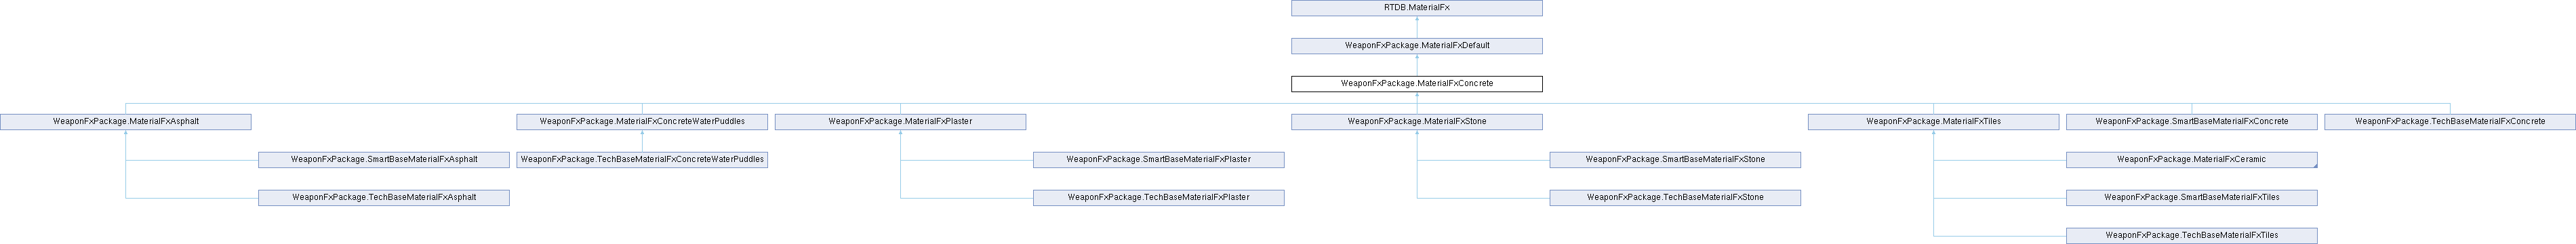 RTDB.MaterialFx
WeaponFxPackage.MaterialFxDefault
WeaponFxPackage.MaterialFxConcrete
WeaponFxPackage.MaterialFxAsphalt
WeaponFxPackage.MaterialFxConcreteWaterPuddles
WeaponFxPackage.MaterialFxPlaster
WeaponFxPackage.MaterialFxStone
WeaponFxPackage.MaterialFxTiles
WeaponFxPackage.SmartBaseMaterialFxConcrete
WeaponFxPackage.TechBaseMaterialFxConcrete
WeaponFxPackage.SmartBaseMaterialFxAsphalt
WeaponFxPackage.TechBaseMaterialFxConcreteWaterPuddles
WeaponFxPackage.SmartBaseMaterialFxPlaster
WeaponFxPackage.SmartBaseMaterialFxStone
WeaponFxPackage.MaterialFxCeramic
WeaponFxPackage.TechBaseMaterialFxAsphalt
WeaponFxPackage.TechBaseMaterialFxPlaster
WeaponFxPackage.TechBaseMaterialFxStone
WeaponFxPackage.SmartBaseMaterialFxTiles
WeaponFxPackage.TechBaseMaterialFxTiles